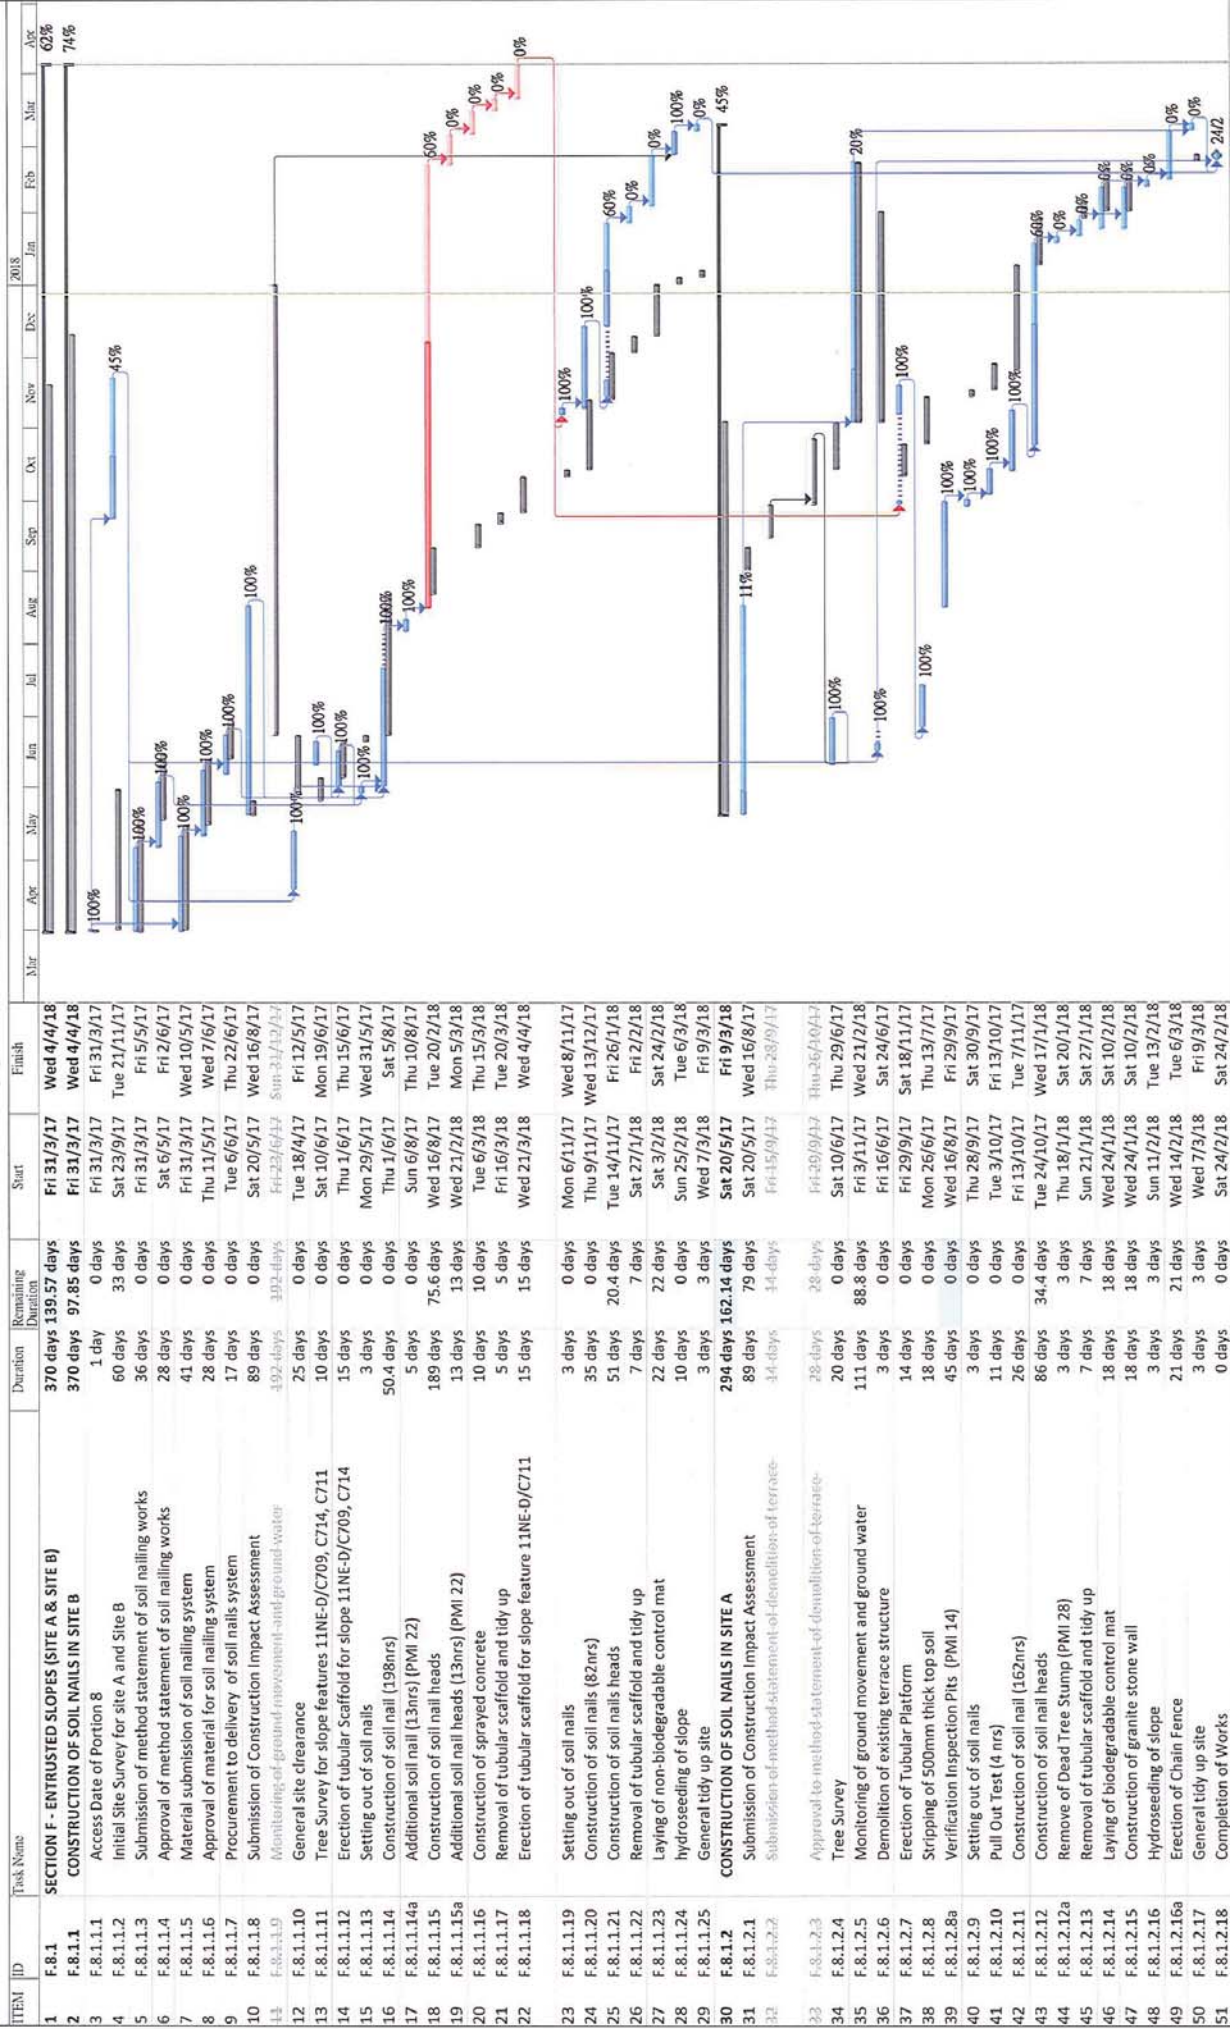 ITEM ID Task Name Duration Remaining Duration Start Finish Mar Apr May Jun Jul Aug Sep Oct Nov Dec 2018 Jan Feb Mar Apr
1 F.8.1 SECTION F - ENTRUSTED SLOPES (SITE A & SITE B) 370 days 139.57 days Fri 31/3/17 Wed 4/4/18 62%
2 F.8.1.1 CONSTRUCTION OF SOIL NAILS IN SITE B 370 days 97.85 days Fri 31/3/17 Wed 4/4/18 74%
3 F.8.1.1.1 Access Date of Portion 8 1 day 0 days Fri 31/3/17 Fri 31/3/17 100%
4 F.8.1.1.2 Initial Site Survey for site A and Site B 60 days 33 days Sat 23/9/17 Tue 21/11/17 45%
5 F.8.1.1.3 Submission of method statement of soil nailing works 36 days 0 days Fri 31/3/17 Fri 5/5/17 100%
6 F.8.1.1.4 Approval of method statement of soil nailing works 28 days 0 days Sat 6/5/17 Fri 2/6/17 100%
7 F.8.1.1.5 Material submission of soil nailing system 41 days 0 days Fri 31/3/17 Wed 10/5/17 100%
8 F.8.1.1.6 Approval of material for soil nailing system 28 days 0 days Thu 11/5/17 Wed 7/6/17 100%
9 F.8.1.1.7 Procurement to delivery of soil nails system 17 days 0 days Tue 6/6/17 Thu 22/6/17 100%
10 F.8.1.1.8 Submission of Construction Impact Assessment 89 days 0 days Sat 20/5/17 Wed 16/8/17 100%
11 F.8.1.1.9 Monitoring of ground movement and ground water 192 days 192 days Fri 23/6/17 Sun 31/12/17
12 F.8.1.1.10 General site clearance 25 days 0 days Tue 18/4/17 Fri 12/5/17 100%
13 F.8.1.1.11 Tree Survey for slope features 11NE-D/C709, C714, C711 10 days 0 days Sat 10/6/17 Mon 19/6/17 100%
14 F.8.1.1.12 Erection of tubular Scaffold for slope 11NE-D/C709, C714 15 days 0 days Thu 1/6/17 Thu 15/6/17 100%
15 F.8.1.1.13 Setting out of soil nails 3 days 0 days Mon 29/5/17 Wed 31/5/17 100%
16 F.8.1.1.14 Construction of soil nail (198nrs) 50.4 days 0 days Thu 1/6/17 Sat 5/8/17 100%
17 F.8.1.1.14a Additional soil nail (13nrs) (PMI 22) 5 days 0 days Sun 6/8/17 Thu 10/8/17 100%
18 F.8.1.1.15 Construction of soil nail heads 189 days 75.6 days Wed 16/8/17 Tue 20/2/18 60%
19 F.8.1.1.15a Additional soil nail heads (13nrs) (PMI 22) 13 days 13 days Wed 21/2/18 Mon 5/3/18 0%
20 F.8.1.1.16 Construction of sprayed concrete 10 days 10 days Tue 6/3/18 Thu 15/3/18 0%
21 F.8.1.1.17 Removal of tubular scaffold and tidy up 5 days 5 days Fri 16/3/18 Tue 20/3/18 0%
22 F.8.1.1.18 Erection of tubular scaffold for slope feature 11NE-D/C711 15 days 15 days Wed 21/3/18 Wed 4/4/18 0%
23 F.8.1.1.19 Setting out of soil nails 3 days 0 days Mon 6/11/17 Wed 8/11/17 100%
24 F.8.1.1.20 Construction of soil nails (82nrs) 35 days 0 days Thu 9/11/17 Wed 13/12/17 100%
25 F.8.1.1.21 Construction of soil nails heads 51 days 20.4 days Tue 14/11/17 Fri 26/1/18 60%
26 F.8.1.1.22 Removal of tubular scaffold and tidy up 7 days 7 days Sat 27/1/18 Fri 2/2/18 0%
27 F.8.1.1.23 Laying of non-biodegradable control mat 22 days 22 days Sat 3/2/18 Sat 24/2/18 0%
28 F.8.1.1.24 hydroseeding of slope 10 days 0 days Sun 25/2/18 Tue 6/3/18 100%
29 F.8.1.1.25 General tidy up site 3 days 3 days Wed 7/3/18 Fri 9/3/18 0%
30 F.8.1.2 CONSTRUCTION OF SOIL NAILS IN SITE A 294 days 162.14 days Sat 20/5/17 Fri 9/3/18 45%
31 F.8.1.2.1 Submission of Construction Impact Assessment 89 days 79 days Sat 20/5/17 Wed 16/8/17 11%
32 F.8.1.2.2 Submission of method statement of demolition of terrace 14 days 14 days Fri 15/9/17 Thu 28/9/17
33 F.8.1.2.3 Approval to method statement of demolition of terrace 28 days 28 days Fri 29/9/17 Thu 26/10/17
34 F.8.1.2.4 Tree Survey 20 days 0 days Sat 10/6/17 Thu 29/6/17 100%
35 F.8.1.2.5 Monitoring of ground movement and ground water 111 days 88.8 days Fri 3/11/17 Wed 21/2/18 20%
36 F.8.1.2.6 Demolition of existing terrace structure 3 days 0 days Fri 16/6/17 Sat 24/6/17 100%
37 F.8.1.2.7 Erection of Tubular Platform 14 days 0 days Fri 29/9/17 Sat 18/11/17 100%
38 F.8.1.2.8 Stripping of 500mm thick top soil 18 days 0 days Mon 26/6/17 Thu 13/7/17 100%
39 F.8.1.2.8a Verification Inspection Pits (PMI 14) 45 days 0 days Wed 16/8/17 Fri 29/9/17 100%
40 F.8.1.2.9 Setting out of soil nails 3 days 0 days Thu 28/9/17 Sat 30/9/17 100%
41 F.8.1.2.10 Pull Out Test (4 nrs) 11 days 0 days Tue 3/10/17 Fri 13/10/17 100%
42 F.8.1.2.11 Construction of soil nail (162nrs) 26 days 0 days Fri 13/10/17 Tue 7/11/17 100%
43 F.8.1.2.12 Construction of soil nail heads 86 days 34.4 days Tue 24/10/17 Wed 17/1/18 60%
44 F.8.1.2.12a Remove of Dead Tree Stump (PMI 28) 3 days 3 days Thu 18/1/18 Sat 20/1/18 0%
45 F.8.1.2.13 Removal of tubular scaffold and tidy up 7 days 7 days Sun 21/1/18 Sat 27/1/18 0%
46 F.8.1.2.14 Laying of biodegradable control mat 18 days 18 days Wed 24/1/18 Sat 10/2/18 0%
47 F.8.1.2.15 Construction of granite stone wall 18 days 18 days Wed 24/1/18 Sat 10/2/18 0%
48 F.8.1.2.16 Hydroseeding of slope 3 days 3 days Sun 11/2/18 Tue 13/2/18 0%
49 F.8.1.2.16a Erection of Chain Fence 21 days 21 days Wed 14/2/18 Tue 6/3/18 0%
50 F.8.1.2.17 General tidy up site 3 days 3 days Wed 7/3/18 Fri 9/3/18 0%
51 F.8.1.2.18 Completion of Works 0 days 0 days Sat 24/2/18 Sat 24/2/18 24/2